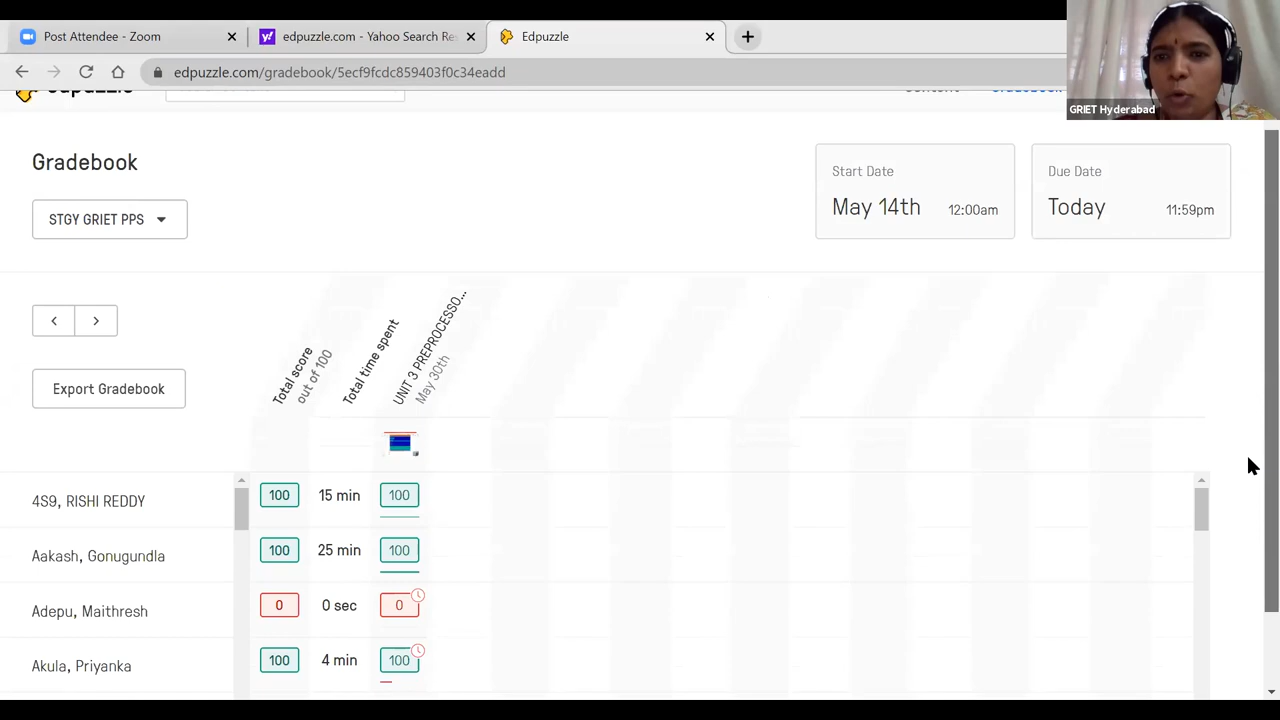 Post Attendee - Zoom
edpuzzle.com - Yahoo Search Re
Edpuzzle
edpuzzle.com/gradebook/5ecf9fcdc859403f0c34eadd
edpuzzle
Content
Gradebook
GRIET Hyderabad
Gradebook
Start Date
May 14th 12:00am
Due Date
Today 11:59pm
STGY GRIET PPS
Export Gradebook
Total score
out of 100
Total time spent
UNIT 3 PREPROCESSO...
May 30th
4S9, RISHI REDDY 100 15 min 100
Aakash, Gonugundla 100 25 min 100
Adepu, Maithresh 0 0 sec 0
Akula, Priyanka 100 4 min 100